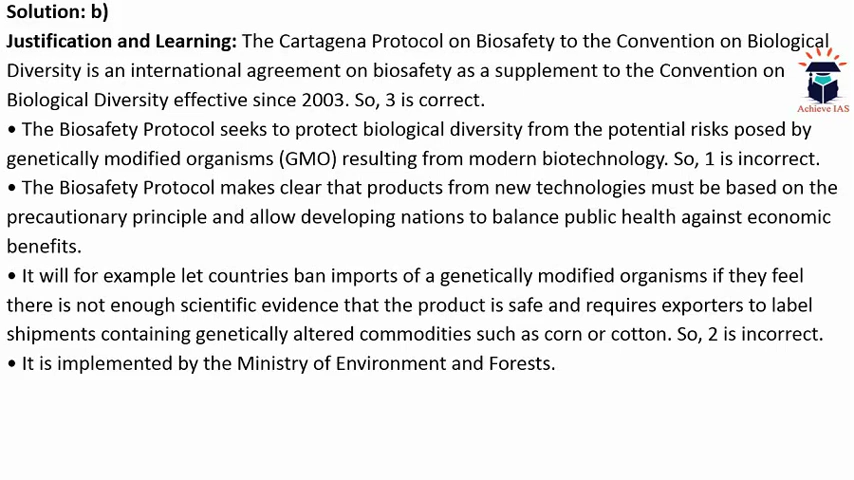 Solution: b)
Justification and Learning: The Cartagena Protocol on Biosafety to the Convention on Biological
Diversity is an international agreement on biosafety as a supplement to the Convention on
Biological Diversity effective since 2003. So, 3 is correct.
Achieve IAS
• The Biosafety Protocol seeks to protect biological diversity from the potential risks posed by
genetically modified organisms (GMO) resulting from modern biotechnology. So, 1 is incorrect.
• The Biosafety Protocol makes clear that products from new technologies must be based on the
precautionary principle and allow developing nations to balance public health against economic
benefits.
• It will for example let countries ban imports of a genetically modified organisms if they feel
there is not enough scientific evidence that the product is safe and requires exporters to label
shipments containing genetically altered commodities such as corn or cotton. So, 2 is incorrect.
• It is implemented by the Ministry of Environment and Forests.